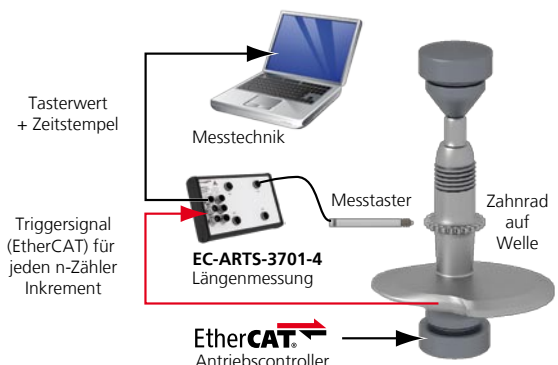 Tasterwert
+ Zeitstempel
Messtechnik
Triggersignal
(EtherCAT) für
jeden n-Zähler
Inkrement
EC-ARTS-3701-4
Längenmessung
Messtaster
Zahnrad
auf
Welle
EtherCAT®
Antriebscontroller